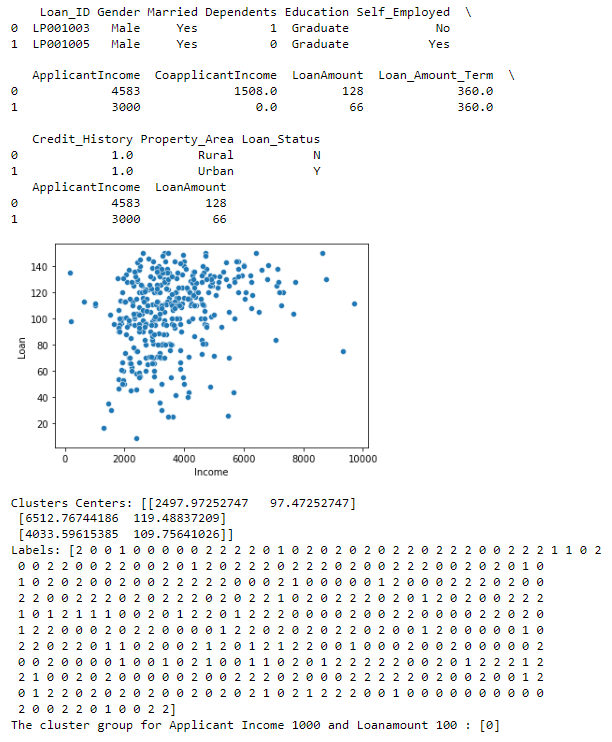 Loan_ID Gender Married Dependents Education Self_Employed \
0 LP001003 Male Yes 1 Graduate No
1 LP001005 Male Yes 0 Graduate Yes
ApplicantIncome CoapplicantIncome LoanAmount Loan_Amount_Term \
0 4583 1508.0 128 360.0
1 3000 0.0 66 360.0
Credit_History Property_Area Loan_Status
0 1.0 Rural N
1 1.0 Urban Y
ApplicantIncome LoanAmount
0 4583 128
1 3000 66
140
120
100
80
60
40
20
Loan
0 2000 4000 6000 8000 10000
Income
Clusters Centers: [[2497.97252747 97.47252747]
[6512.76744186 119.48837209]
[4033.59615385 109.75641026]]
Labels: [2 0 0 1 0 0 0 0 0 2 2 2 2 0 1 0 2 0 2 0 2 0 2 2 0 2 2 2 0 0 2 2 2 1 1 0 2
0 0 2 2 0 0 2 2 0 0 2 0 1 2 0 2 2 0 2 2 2 0 2 2 0 0 2 2 2 0 0 2 0 2 0 1 0
1 0 2 0 2 0 0 2 2 2 2 2 0 0 0 2 1 0 0 0 0 0 1 2 0 0 0 2 2 2 0 2 0 0
2 2 0 0 2 2 2 0 2 0 2 2 2 0 2 0 2 1 0 2 0 2 0 2 2 0 2 0 1 2 0 2 0 0 2 2 2
1 0 1 2 1 1 1 0 0 2 0 1 2 2 0 1 2 2 2 0 0 0 0 2 0 0 2 2 0 0 0 0 2 2 0 2 0
1 2 2 0 0 0 2 0 2 2 0 0 0 0 1 2 2 0 2 0 2 0 2 2 0 2 0 0 1 2 0 0 0 0 0 1 0
2 2 0 2 2 0 1 1 0 0 2 0 0 2 0 1 2 0 1 2 1 2 2 0 0 1 0 0 0 2 0 0 0 0 0 0 2
0 0 2 0 0 0 0 1 0 0 1 0 2 1 0 0 1 1 0 2 0 1 2 2 2 2 2 0 0 2 0 1 2 2 2 1 2
2 1 0 0 2 0 0 0 0 2 0 2 0 2 2 0 0 2 0 2 2 2 2 2 0 0 2 2 2 0 2 0 0 1 2
0 1 2 2 0 2 0 2 0 2 0 0 2 0 2 0 2 1 0 2 1 2 2 2 0 0 1 0 0 0 0 0 0 0 0 0 0
2 0 0 2 2 0 1 0 0 2 2]
The cluster group for Applicant Income 1000 and Loanamount 100 : [0]